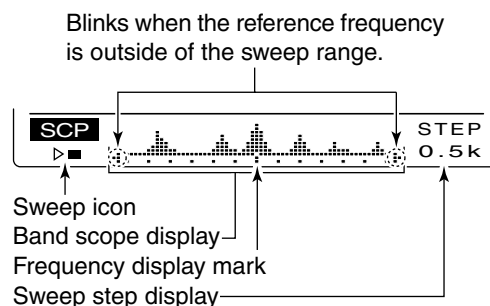 Blinks when the reference frequency
is outside of the sweep range.
SCP
STEP
0.5k
Sweep icon
Band scope display
Frequency display mark
Sweep step display